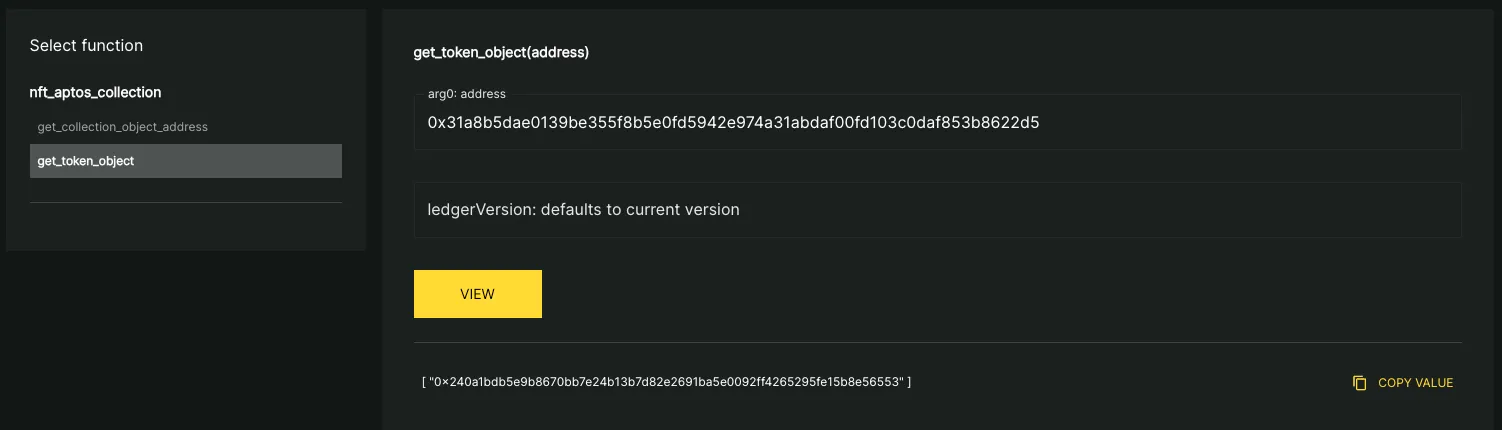 Select function
nft_aptos_collection
get_collection_object_address
get_token_object
get_token_object(address)
arg0: address
0x31a8b5dae0139be355f8b5e0fd5942e974a31abdaf00fd103c0daf853b8622d5
ledgerVersion: defaults to current version
VIEW
[ "0x240a1bdb5e9b8670bb7e24b13b7d82e2691ba5e0092ff4265295fe15b8e56553" ]
COPY VALUE